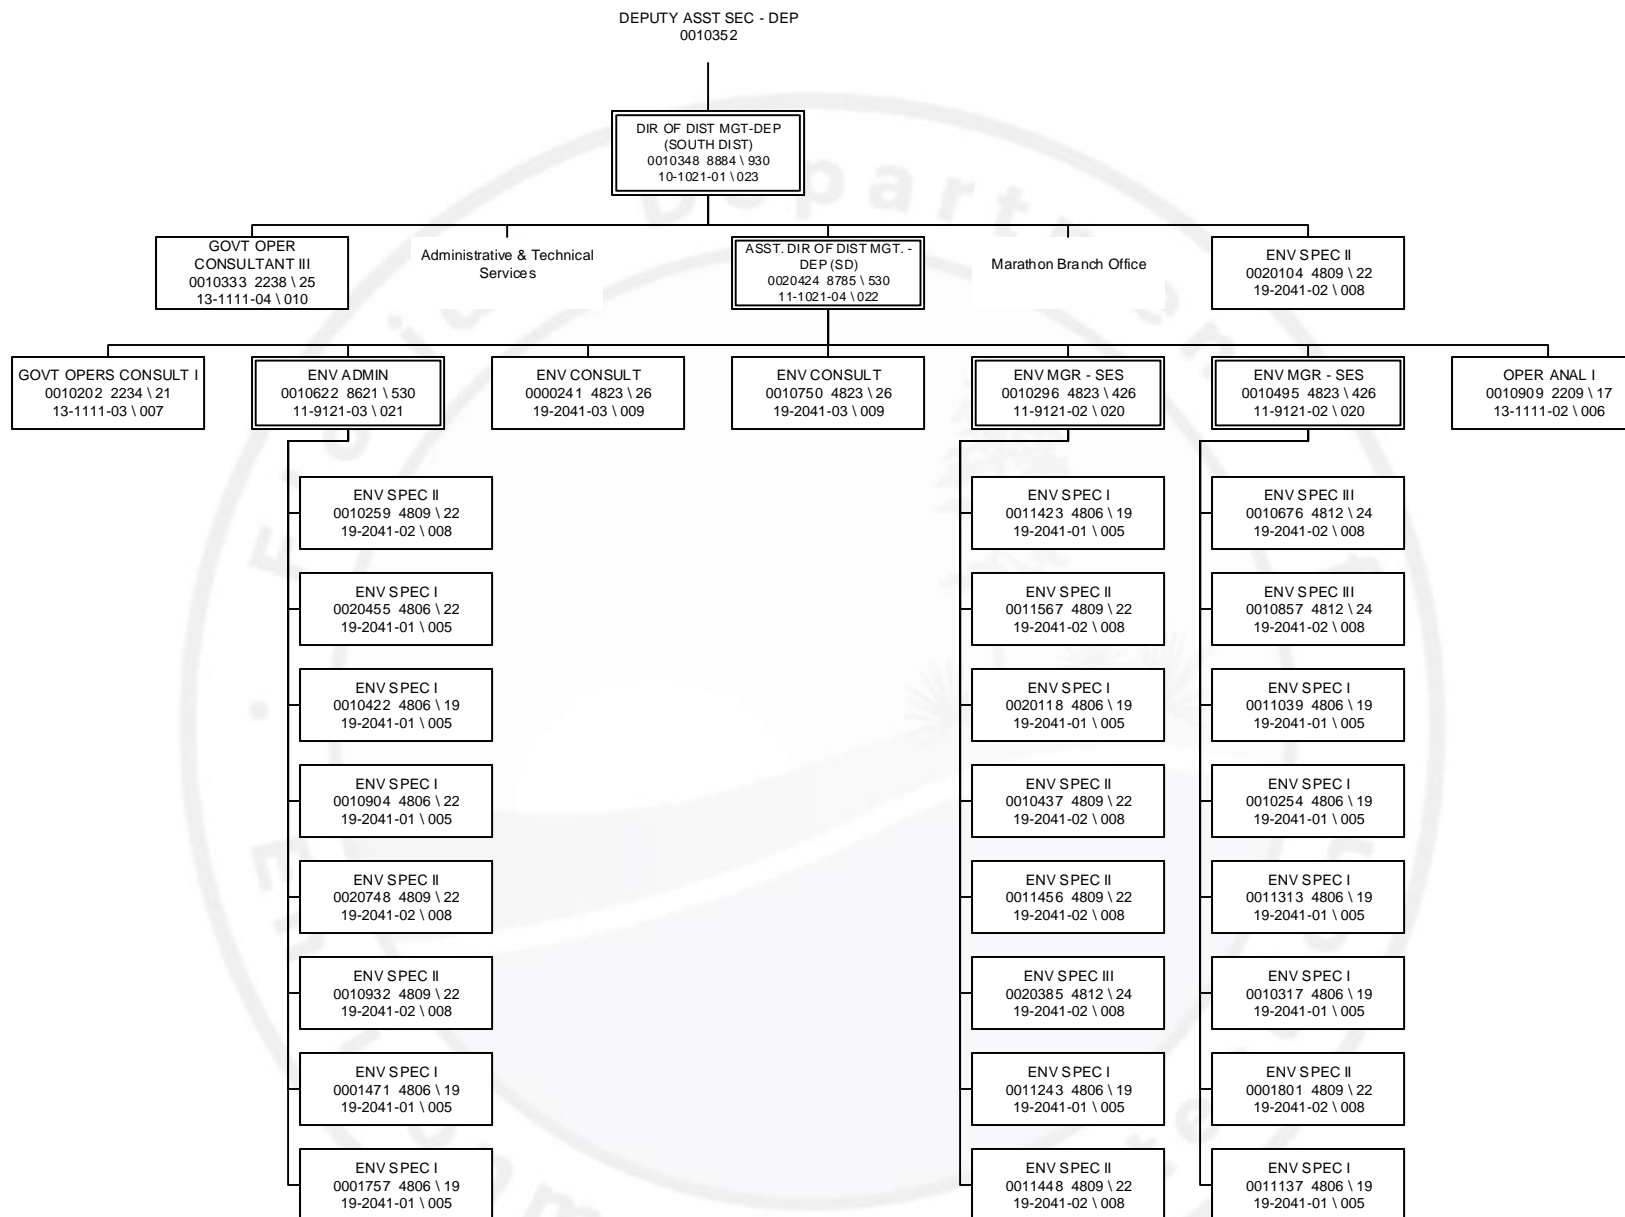 DEPUTY ASST SEC - DEP
0010352
DIR OF DIST MGT-DEP
(SOUTH DIST)
0010348 8884 \ 930
10-1021-01 \ 023
GOVT OPER
CONSULTANT III
0010333 2238 \ 25
13-1111-04 \ 010
Administrative & Technical
Services
ASST. DIR OF DIST MGT. -
DEP (SD)
0020424 8785 \ 530
11-1021-04 \ 022
Marathon Branch Office
ENV SPEC II
0020104 4809 \ 22
19-2041-02 \ 008
GOVT OPERS CONSULT I
0010202 2234 \ 21
13-1111-03 \ 007
ENV ADMIN
0010622 8621 \ 530
11-9121-03 \ 021
ENV CONSULT
0000241 4823 \ 26
19-2041-03 \ 009
ENV CONSULT
0010750 4823 \ 26
19-2041-03 \ 009
ENV MGR - SES
0010296 4823 \ 426
11-9121-02 \ 020
ENV MGR - SES
0010495 4823 \ 426
11-9121-02 \ 020
OPER ANAL I
0010909 2209 \ 17
13-1111-02 \ 006
ENV SPEC II
0010259 4809 \ 22
19-2041-02 \ 008
ENV SPEC I
0020455 4806 \ 22
19-2041-01 \ 005
ENV SPEC I
0010422 4806 \ 19
19-2041-01 \ 005
ENV SPEC I
0010904 4806 \ 22
19-2041-01 \ 005
ENV SPEC II
0020748 4809 \ 22
19-2041-02 \ 008
ENV SPEC II
0010932 4809 \ 22
19-2041-02 \ 008
ENV SPEC I
0001471 4806 \ 19
19-2041-01 \ 005
ENV SPEC I
0001757 4806 \ 19
19-2041-01 \ 005
ENV SPEC I
0011423 4806 \ 19
19-2041-01 \ 005
ENV SPEC II
0011567 4809 \ 22
19-2041-02 \ 008
ENV SPEC I
0020118 4806 \ 19
19-2041-01 \ 005
ENV SPEC II
0010437 4809 \ 22
19-2041-02 \ 008
ENV SPEC II
0011456 4809 \ 22
19-2041-02 \ 008
ENV SPEC III
0020385 4812 \ 24
19-2041-02 \ 008
ENV SPEC I
0011243 4806 \ 19
19-2041-01 \ 005
ENV SPEC II
0011448 4809 \ 22
19-2041-02 \ 008
ENV SPEC III
0010676 4812 \ 24
19-2041-02 \ 008
ENV SPEC III
0010857 4812 \ 24
19-2041-02 \ 008
ENV SPEC I
0011039 4806 \ 19
19-2041-01 \ 005
ENV SPEC I
0010254 4806 \ 19
19-2041-01 \ 005
ENV SPEC I
0011313 4806 \ 19
19-2041-01 \ 005
ENV SPEC I
0010317 4806 \ 19
19-2041-01 \ 005
ENV SPEC II
0001801 4809 \ 22
19-2041-02 \ 008
ENV SPEC I
0011137 4806 \ 19
19-2041-01 \ 005